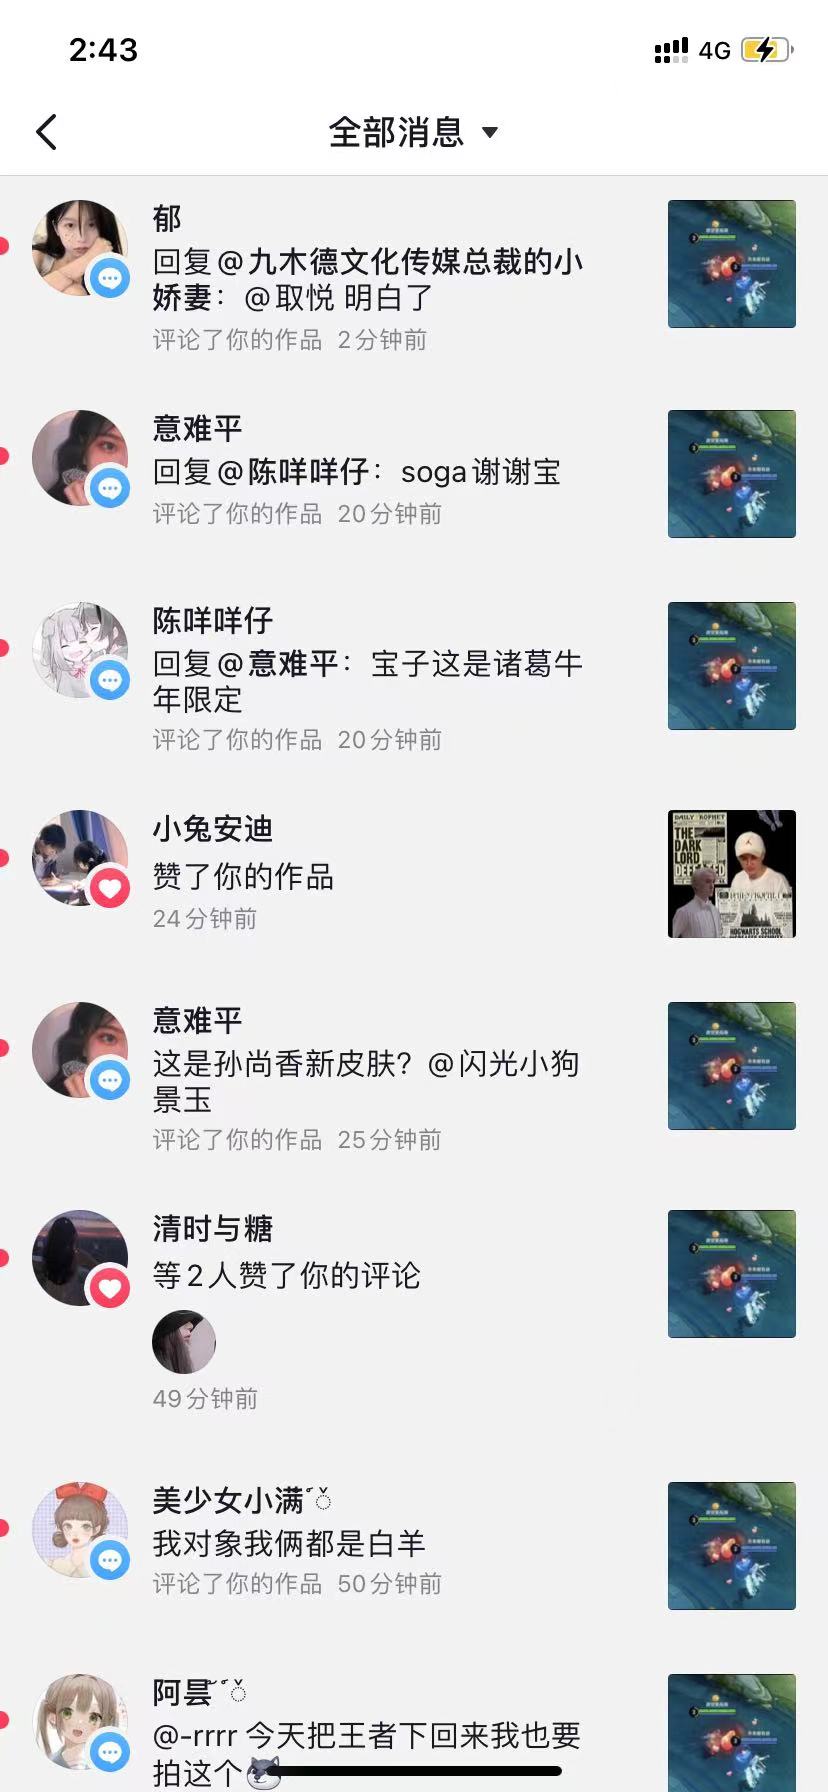 2:43
4G
全部消息
郁
回复@九木德文化传媒总裁的小
娇妻：@取悦 明白了
评论了你的作品 2分钟前
意难平
回复@陈咩咩仔：soga谢谢宝
评论了你的作品 20分钟前
陈咩咩仔
回复@意难平：宝子这是诸葛牛
年限定
评论了你的作品 20分钟前
小兔安迪
赞了你的作品
24分钟前
DAILY PROPHET
THE
DARK
LORD
DEFEATED
HOGWARTS SCHOOL
意难平
这是孙尚香新皮肤？@闪光小狗
景玉
评论了你的作品 25分钟前
清时与糖
等2人赞了你的评论
49分钟前
美少女小满
我对象我俩都是白羊
评论了你的作品 50分钟前
阿昙
@-rrrr 今天把王者下回来我也要
拍这个